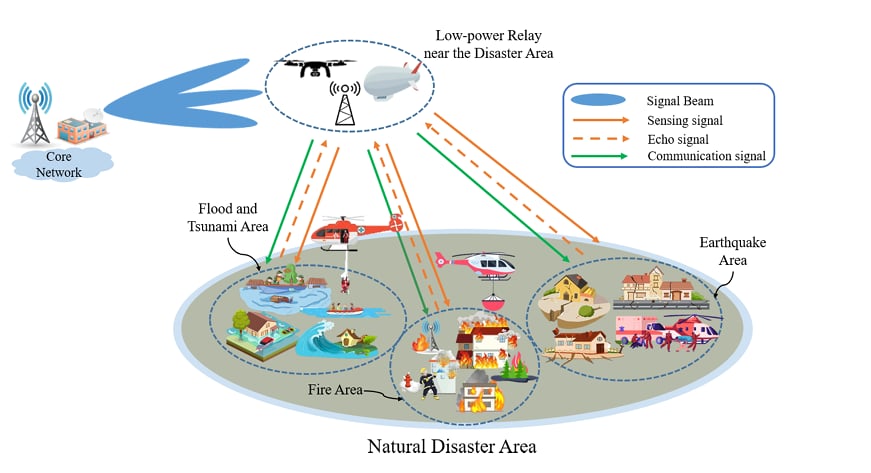 Low-power Relay
near the Disaster Area
Signal Beam
Sensing signal
Echo signal
Communication signal
Core
Network
Flood and
Tsunami Area
Earthquake
Area
Fire Area
Natural Disaster Area